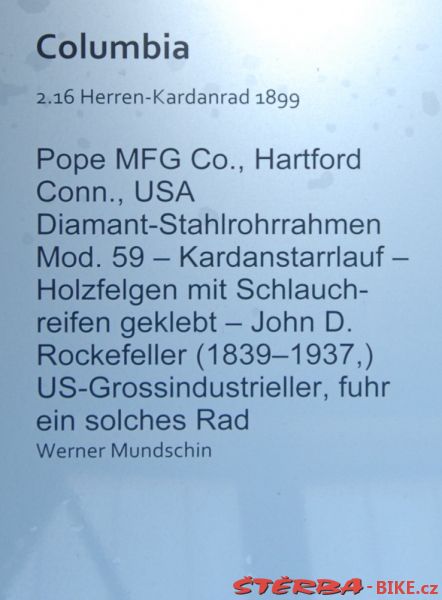 Columbia
2.16 Herren-Kardanrad 1899
Pope MFG Co., Hartford
Conn., USA
Diamant-Stahlrohrrahmen
Mod. 59 – Kardanstarrlauf –
Holzfelgen mit Schlauch-
reifen geklebt – John D.
Rockefeller (1839–1937,)
US-Grossindustrieller, fuhr
ein solches Rad
Werner Mundschin
ŠTĚRBA-BIKE.cz